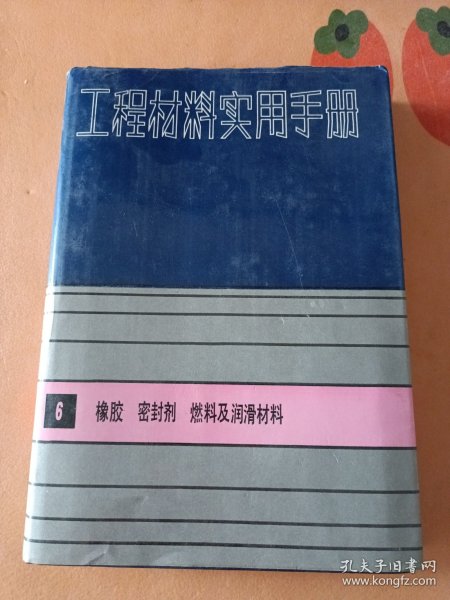 工程材料实用手册
6 橡胶 密封剂 燃料及润滑材料
孔夫子旧书网
www.kongfz.com